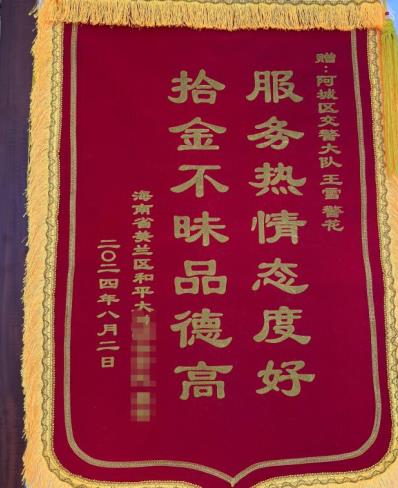 赠：阿城区交警大队 王雪 警花
服务热情态度好
拾金不昧品德高
海南省美兰区和平大
二〇二四年八月二日